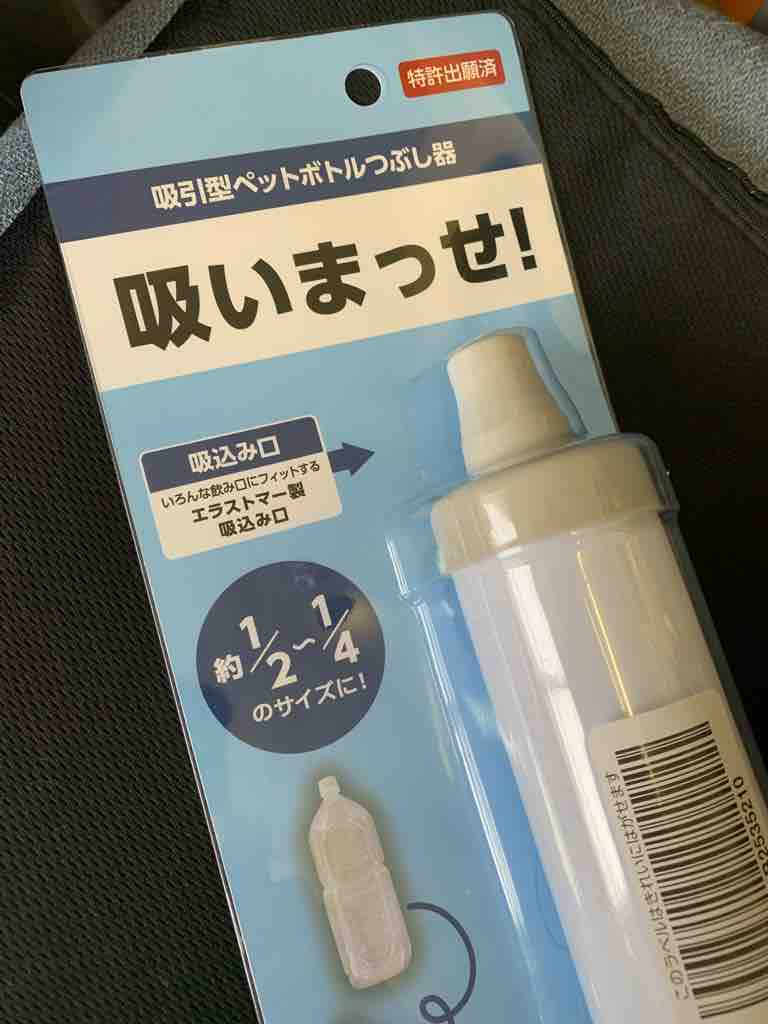 特許出願済
吸引型ペットボトルつぶし器
吸いまっせ!
吸込み口
いろんな飲み口にフィットする
エラストマー製
吸込み口
約1/2~1/4
のサイズに!
このラベルはきれいにはがせます
2535210